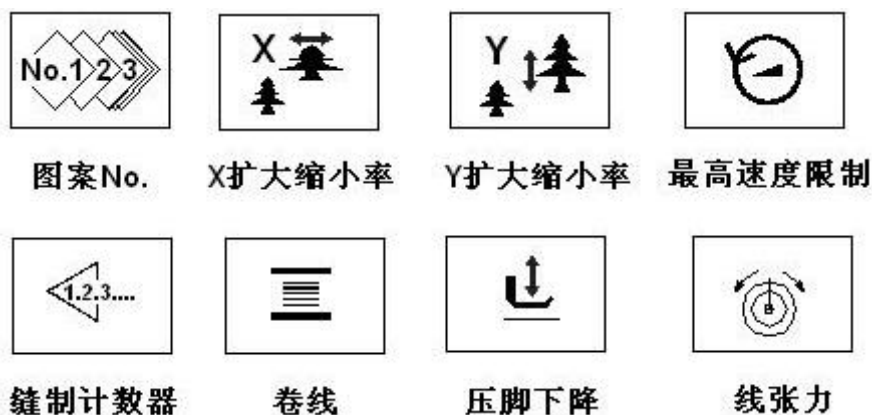 No.1 2 3
X
Y
图案No.
X扩大缩小率
Y扩大缩小率
最高速度限制
1.2.3....
缝制计数器
卷线
压脚下降
线张力